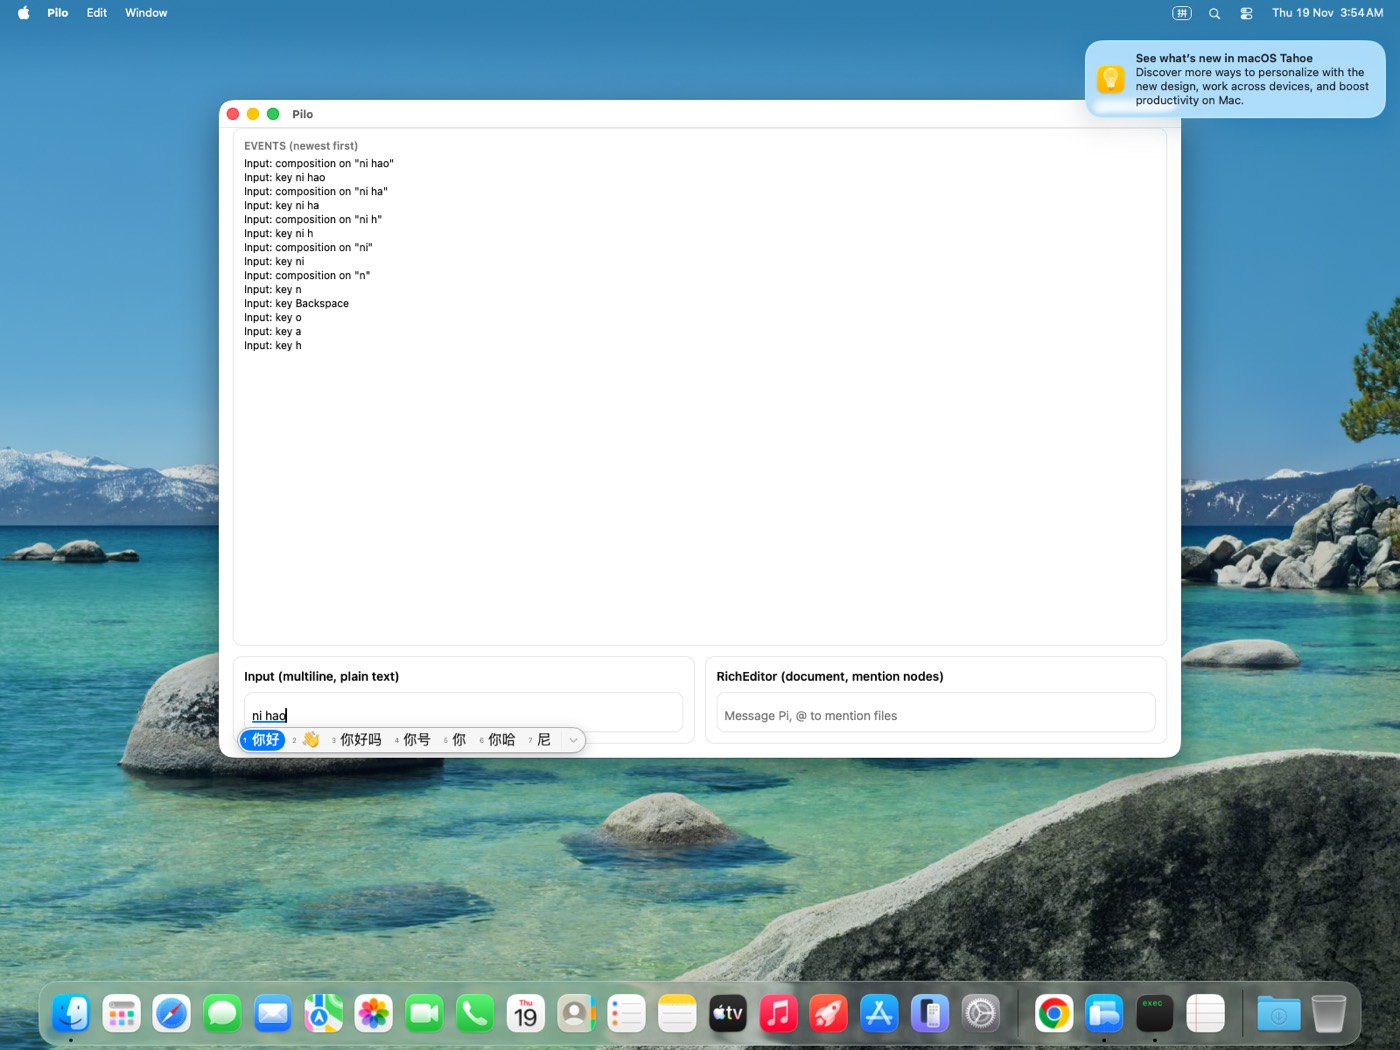 Pilo Edit Window
拼 Thu 19 Nov 3:54 AM
See what's new in macOS Tahoe
Discover more ways to personalize with the
new design, work across devices, and boost
productivity on Mac.
Pilo
EVENTS (newest first)
Input: composition on "ni hao"
Input: key ni hao
Input: composition on "ni ha"
Input: key ni ha
Input: composition on "ni h"
Input: key ni h
Input: composition on "ni"
Input: key ni
Input: composition on "n"
Input: key n
Input: key Backspace
Input: key o
Input: key a
Input: key h
Input (multiline, plain text)
ni hao
1 你好 2 👋 3 你好吗 4 你号 5 你 6 你哈 7 尼
RichEditor (document, mention nodes)
Message Pi, @ to mention files
Thu
19
tv
exec